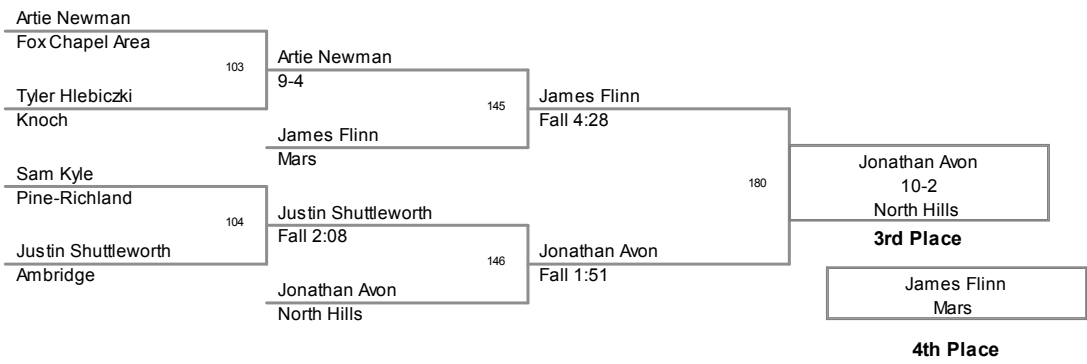 Artie Newman
Fox Chapel Area
103
Tyler Hlebiczki
Knoch
Sam Kyle
Pine-Richland
104
Justin Shuttleworth
Ambridge
Artie Newman
9-4
145
James Flinn
Mars
Justin Shuttleworth
Fall 2:08
146
Jonathan Avon
North Hills
James Flinn
Fall 4:28
180
Jonathan Avon
Fall 1:51
Jonathan Avon
10-2
North Hills
3rd Place
James Flinn
Mars
4th Place